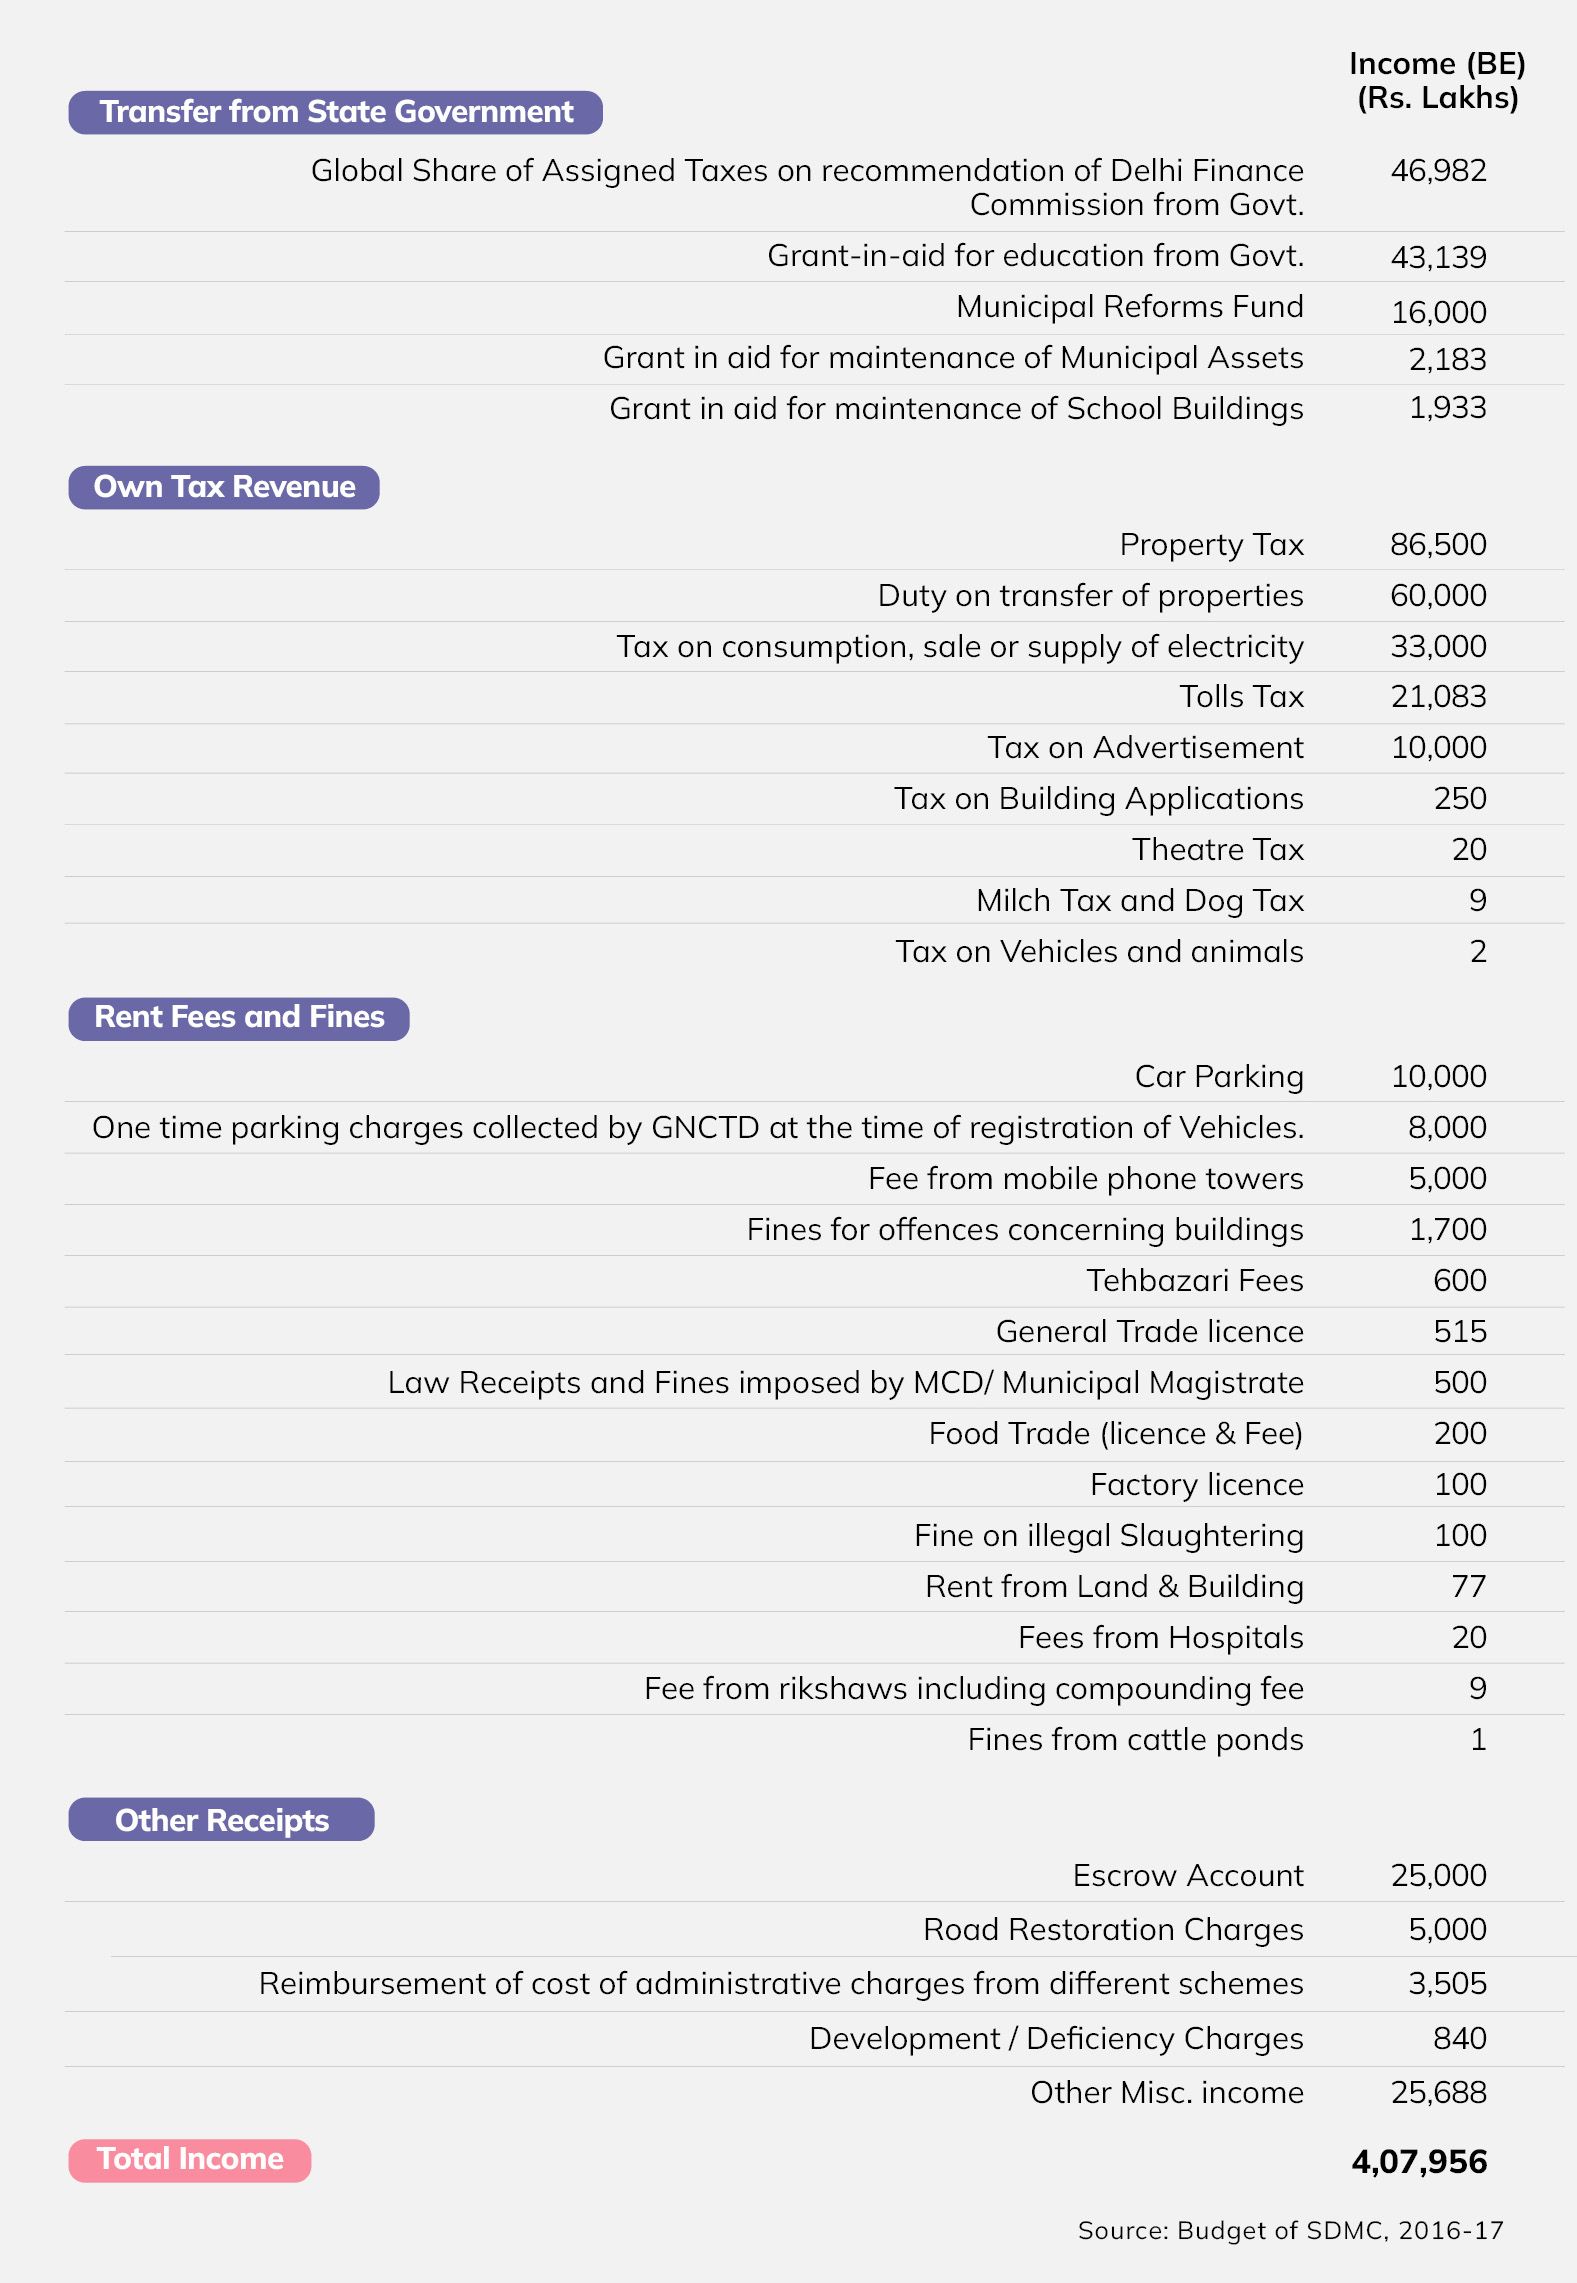 Income (BE)
(Rs. Lakhs)
Transfer from State Government
Global Share of Assigned Taxes on recommendation of Delhi Finance 46,982
Commission from Govt.
Grant-in-aid for education from Govt. 43,139
Municipal Reforms Fund 16,000
Grant in aid for maintenance of Municipal Assets 2,183
Grant in aid for maintenance of School Buildings 1,933
Own Tax Revenue
Property Tax 86,500
Duty on transfer of properties 60,000
Tax on consumption, sale or supply of electricity 33,000
Tolls Tax 21,083
Tax on Advertisement 10,000
Tax on Building Applications 250
Theatre Tax 20
Milch Tax and Dog Tax 9
Tax on Vehicles and animals 2
Rent Fees and Fines
Car Parking 10,000
One time parking charges collected by GNCTD at the time of registration of Vehicles. 8,000
Fee from mobile phone towers 5,000
Fines for offences concerning buildings 1,700
Tehbazari Fees 600
General Trade licence 515
Law Receipts and Fines imposed by MCD/ Municipal Magistrate 500
Food Trade (licence & Fee) 200
Factory licence 100
Fine on illegal Slaughtering 100
Rent from Land & Building 77
Fees from Hospitals 20
Fee from rikshaws including compounding fee 9
Fines from cattle ponds 1
Other Receipts
Escrow Account 25,000
Road Restoration Charges 5,000
Reimbursement of cost of administrative charges from different schemes 3,505
Development / Deficiency Charges 840
Other Misc. income 25,688
Total Income 4,07,956
Source: Budget of SDMC, 2016-17